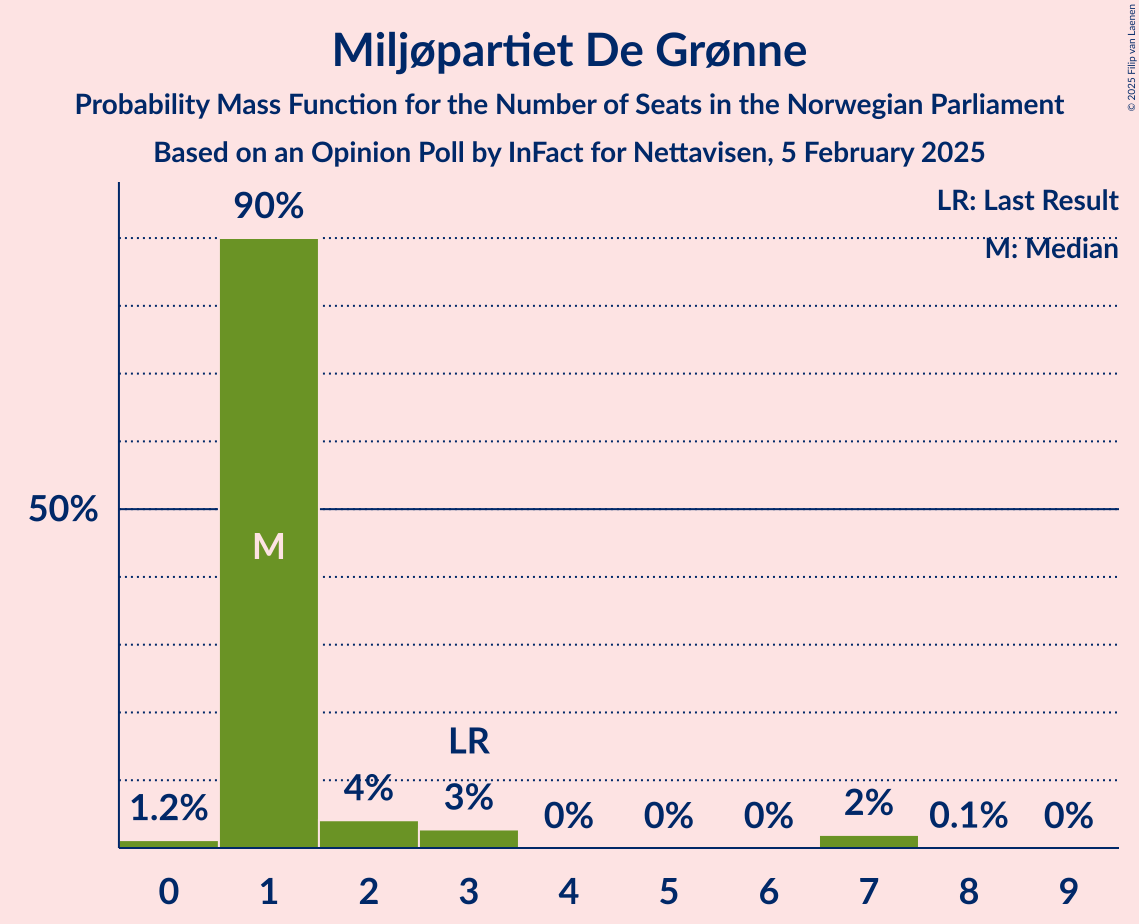 Miljøpartiet De Grønne
Probability Mass Function for the Number of Seats in the Norwegian Parliament
Based on an Opinion Poll by InFact for Nettavisen, 5 February 2025
© 2025 Filip van Laenen
LR: Last Result
M: Median
90%
50%
M
LR
1.2%
4%
3%
0%
0%
0%
2%
0.1%
0%
0 1 2 3 4 5 6 7 8 9